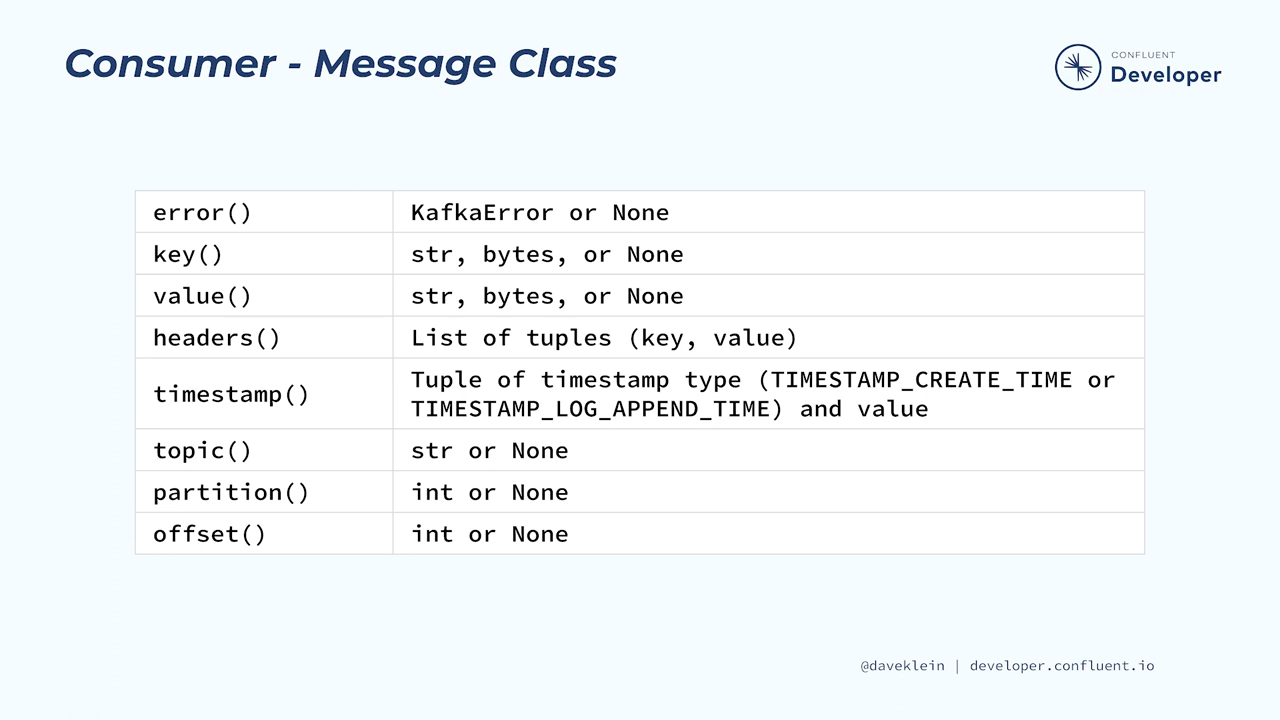 Consumer - Message Class
CONFLUENT
Developer
error() KafkaError or None
key() str, bytes, or None
value() str, bytes, or None
headers() List of tuples (key, value)
timestamp() Tuple of timestamp type (TIMESTAMP_CREATE_TIME or
TIMESTAMP_LOG_APPEND_TIME) and value
topic() str or None
partition() int or None
offset() int or None
@daveklein | developer.confluent.io